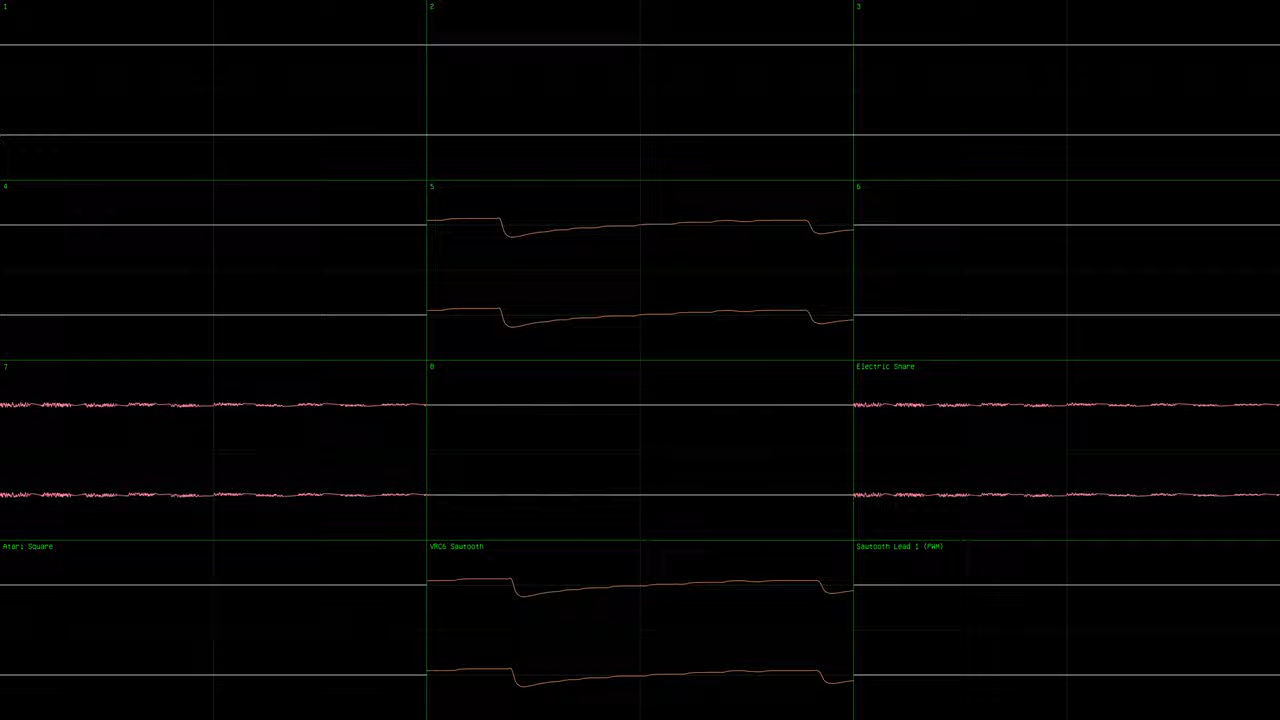 1
2
3
4
5
6
7
8
Electric Snare
Atari Square
VRC6 Sawtooth
Sawtooth Lead 1 (PWM)